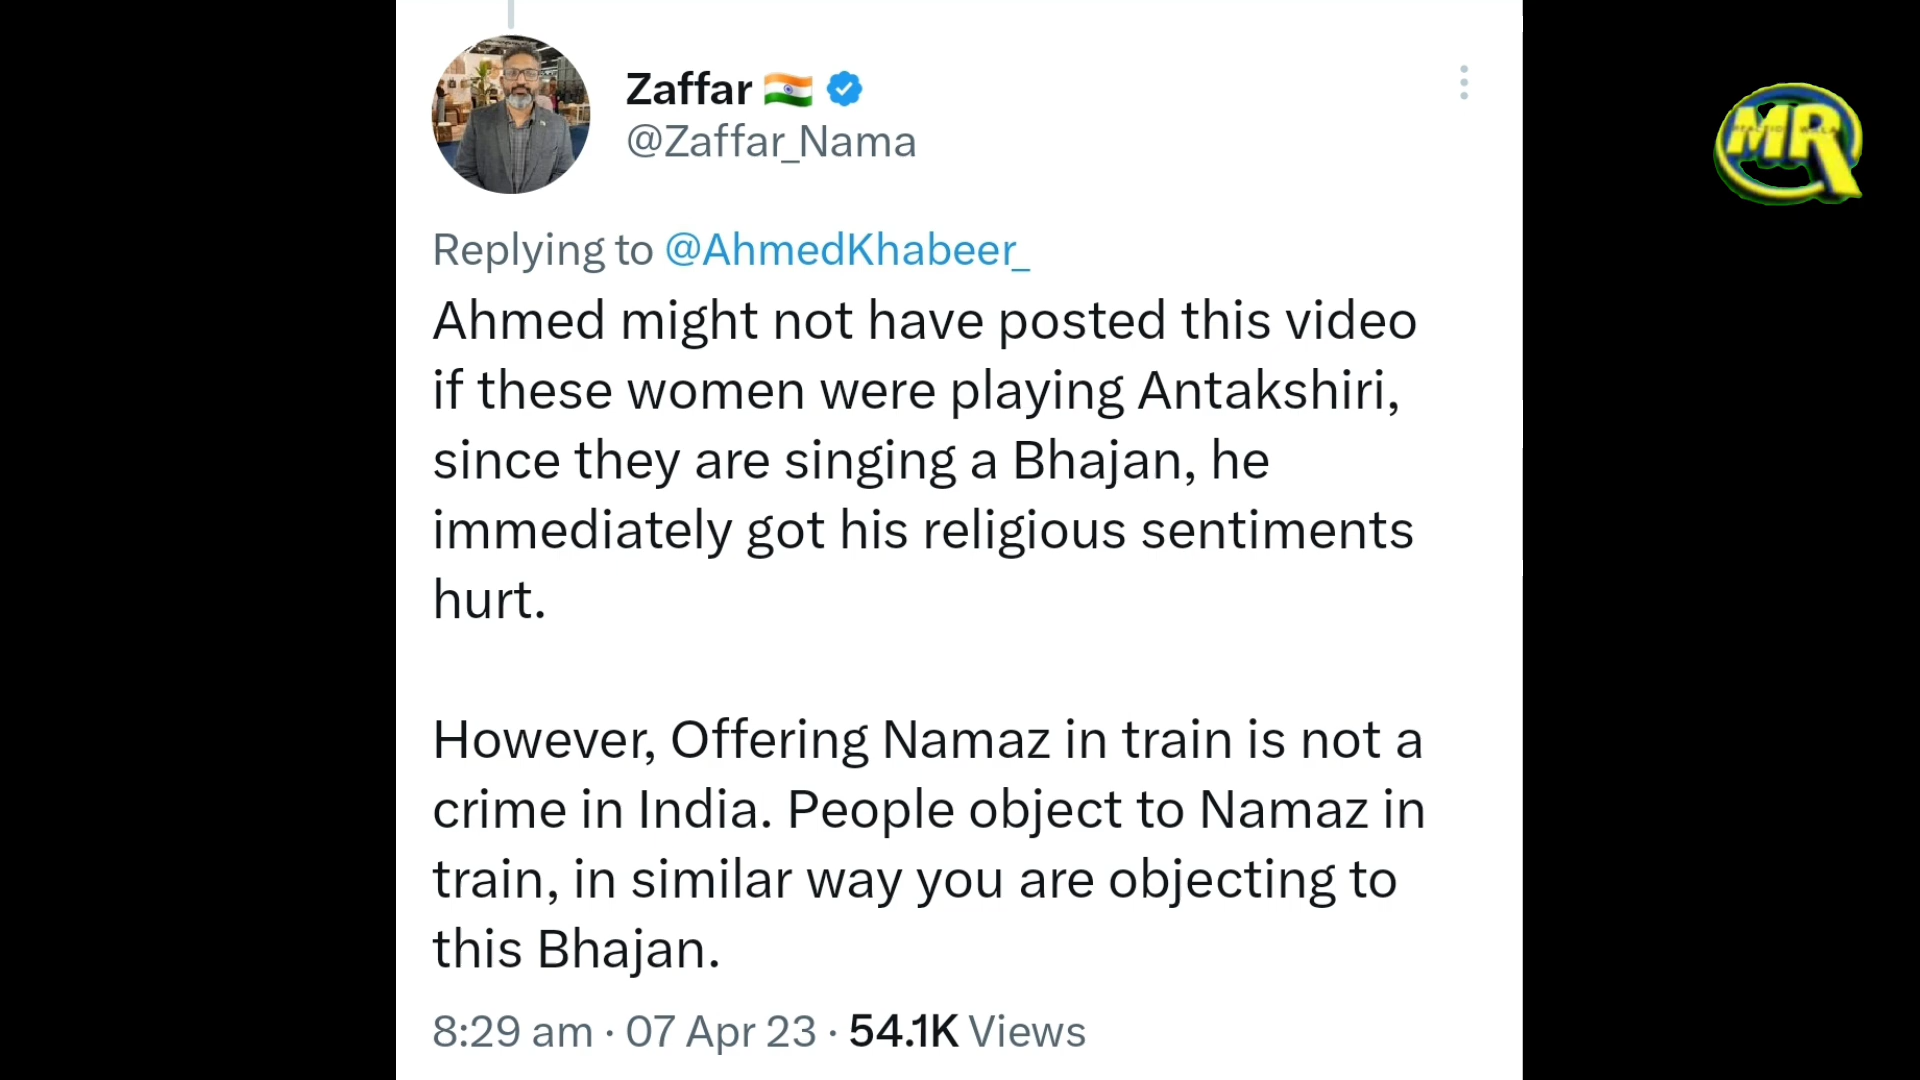 Zaffar 🇮🇳
@Zaffar_Nama
Replying to @AhmedKhabeer_
Ahmed might not have posted this video
if these women were playing Antakshiri,
since they are singing a Bhajan, he
immediately got his religious sentiments
hurt.
However, Offering Namaz in train is not a
crime in India. People object to Namaz in
train, in similar way you are objecting to
this Bhajan.
8:29 am · 07 Apr 23 · 54.1K Views
MR
REACTION WALA